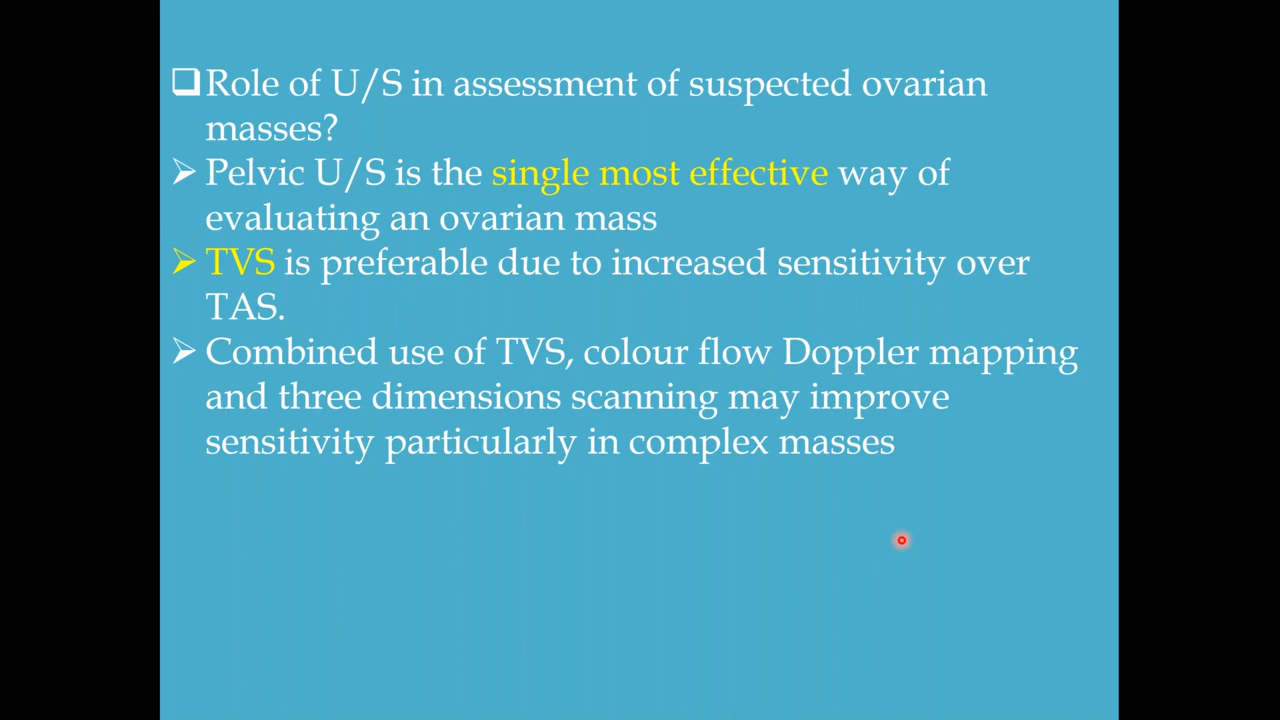 ❑Role of U/S in assessment of suspected ovarian
masses?
➢ Pelvic U/S is the single most effective way of
evaluating an ovarian mass
➢ TVS is preferable due to increased sensitivity over
TAS.
➢ Combined use of TVS, colour flow Doppler mapping
and three dimensions scanning may improve
sensitivity particularly in complex masses